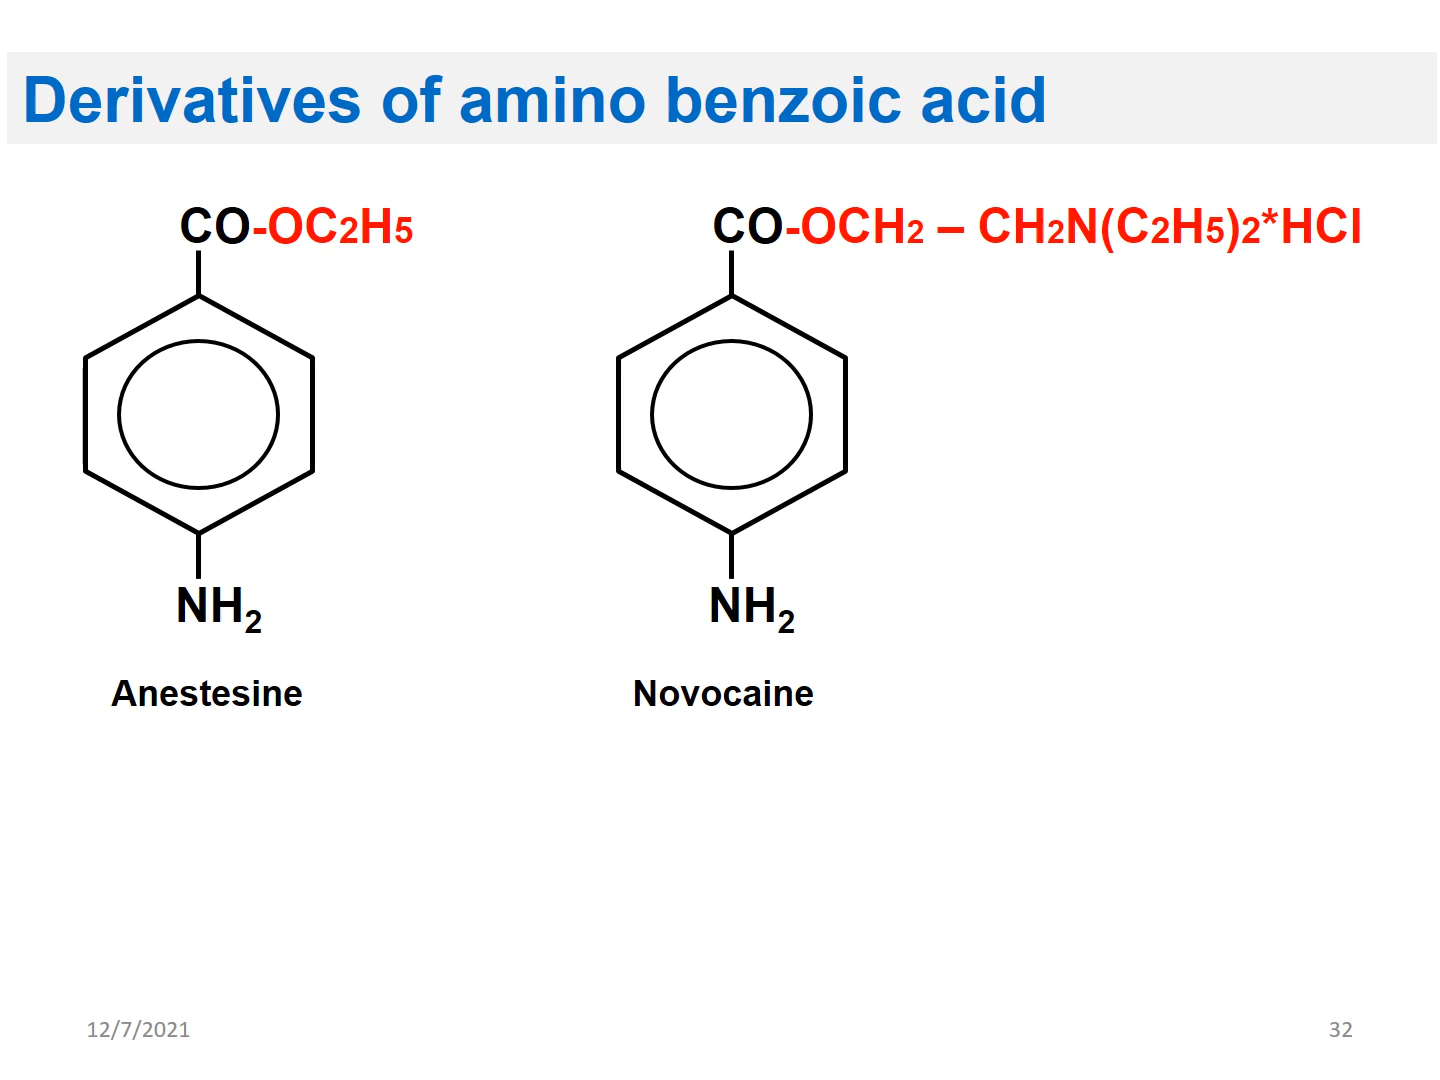 Derivatives of amino benzoic acid
CO-OC2H5
CO-OCH2 – CH2N(C2H5)2*HCl
NH2
NH2
Anestesine
Novocaine
12/7/2021
32